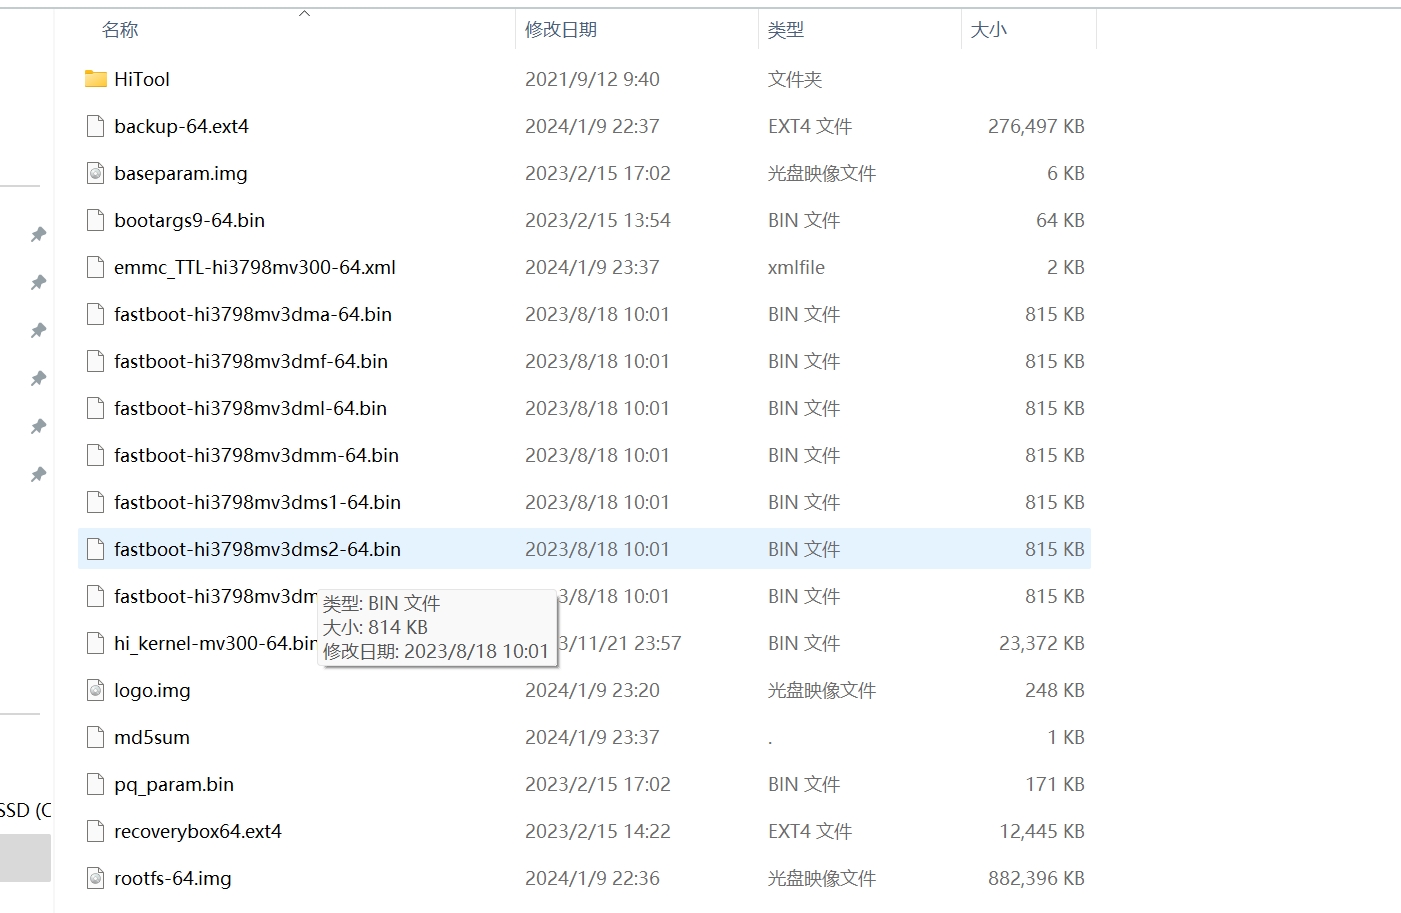 名称 修改日期 类型 大小
HiTool 2021/9/12 9:40 文件夹
backup-64.ext4 2024/1/9 22:37 EXT4 文件 276,497 KB
baseparam.img 2023/2/15 17:02 光盘映像文件 6 KB
bootargs9-64.bin 2023/2/15 13:54 BIN 文件 64 KB
emmc_TTL-hi3798mv300-64.xml 2024/1/9 23:37 xmlfile 2 KB
fastboot-hi3798mv3dma-64.bin 2023/8/18 10:01 BIN 文件 815 KB
fastboot-hi3798mv3dmf-64.bin 2023/8/18 10:01 BIN 文件 815 KB
fastboot-hi3798mv3dml-64.bin 2023/8/18 10:01 BIN 文件 815 KB
fastboot-hi3798mv3dmm-64.bin 2023/8/18 10:01 BIN 文件 815 KB
fastboot-hi3798mv3dms1-64.bin 2023/8/18 10:01 BIN 文件 815 KB
fastboot-hi3798mv3dms2-64.bin 2023/8/18 10:01 BIN 文件 815 KB
fastboot-hi3798mv3dm 3/8/18 10:01 BIN 文件 815 KB
类型: BIN 文件
大小: 814 KB
修改日期: 2023/8/18 10:01
hi_kernel-mv300-64.bin 3/11/21 23:57 BIN 文件 23,372 KB
logo.img 2024/1/9 23:20 光盘映像文件 248 KB
md5sum 2024/1/9 23:37 . 1 KB
pq_param.bin 2023/2/15 17:02 BIN 文件 171 KB
SSD (C
recoverybox64.ext4 2023/2/15 14:22 EXT4 文件 12,445 KB
rootfs-64.img 2024/1/9 22:36 光盘映像文件 882,396 KB